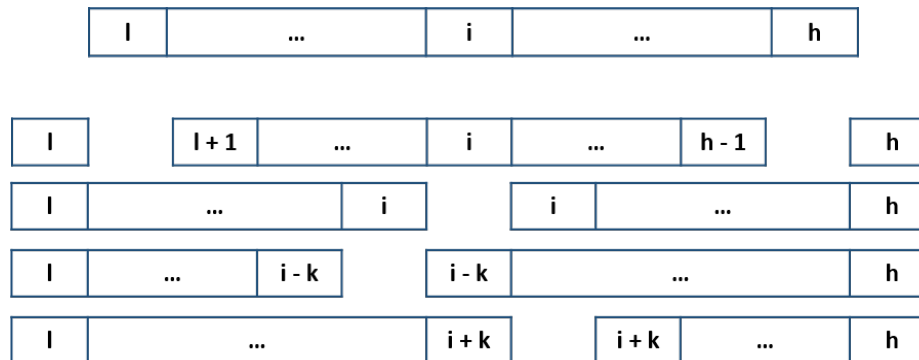 l ... i ... h
l l + 1 ... i ... h - 1 h
l ... i i ... h
l ... i - k i - k ... h
l ... i + k i + k ... h